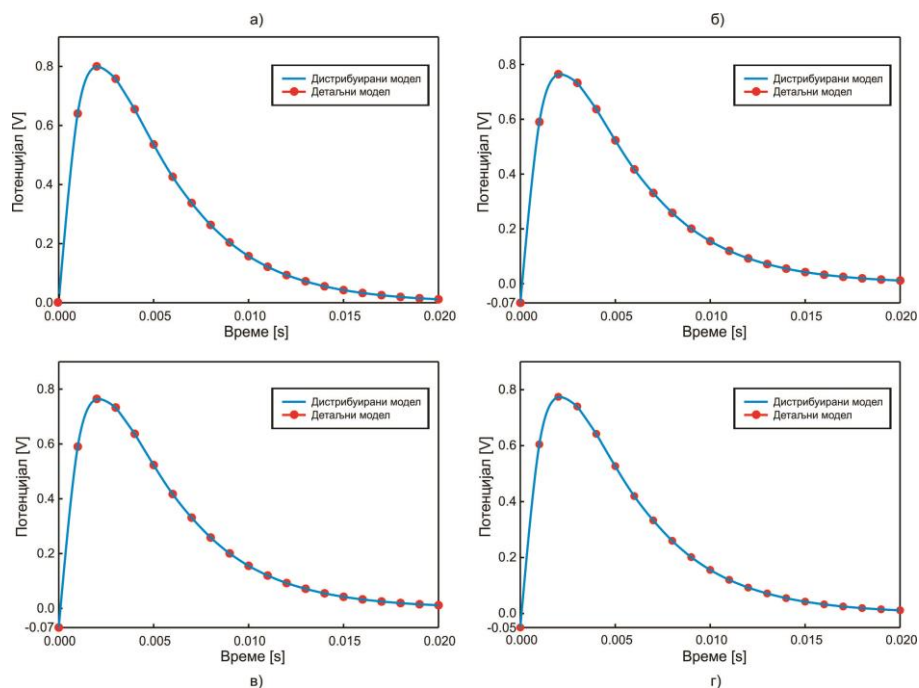 а)
б)
Потенцијал [V]
0.8
0.6
0.4
0.2
0.0
Дистрибуирани модел
Детаљни модел
0.000 0.005 0.010 0.015 0.020
Време [s]
Потенцијал [V]
0.8
0.6
0.4
0.2
0.0
-0.07
Дистрибуирани модел
Детаљни модел
0.000 0.005 0.010 0.015 0.020
Време [s]
Потенцијал [V]
0.8
0.6
0.4
0.2
0.0
-0.07
Дистрибуирани модел
Детаљни модел
0.000 0.005 0.010 0.015 0.020
Време [s]
Потенцијал [V]
0.8
0.6
0.4
0.2
0.0
-0.05
Дистрибуирани модел
Детаљни модел
0.000 0.005 0.010 0.015 0.020
Време [s]
в)
г)